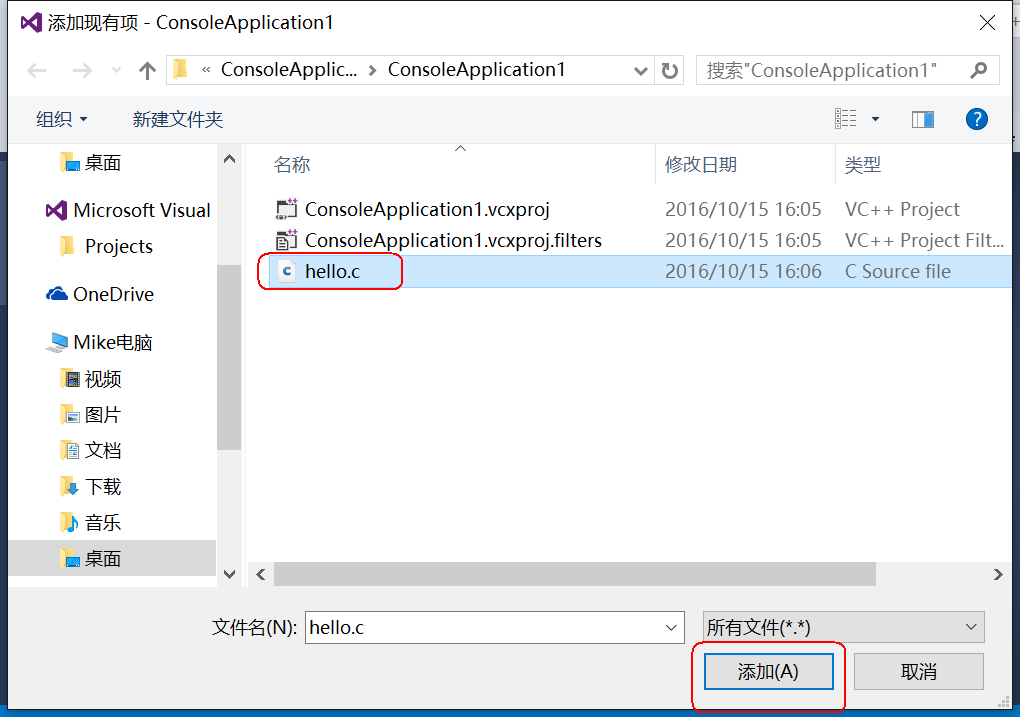 添加现有项 - ConsoleApplication1
« ConsoleApplic... › ConsoleApplication1
搜索"ConsoleApplication1"
组织
新建文件夹
?
桌面
Microsoft Visual
Projects
OneDrive
Mike电脑
视频
图片
文档
下载
音乐
桌面
名称 修改日期 类型
ConsoleApplication1.vcxproj 2016/10/15 16:05 VC++ Project
ConsoleApplication1.vcxproj.filters 2016/10/15 16:05 VC++ Project Filt...
hello.c 2016/10/15 16:06 C Source file
文件名(N): hello.c 所有文件(*.*)
添加(A) 取消